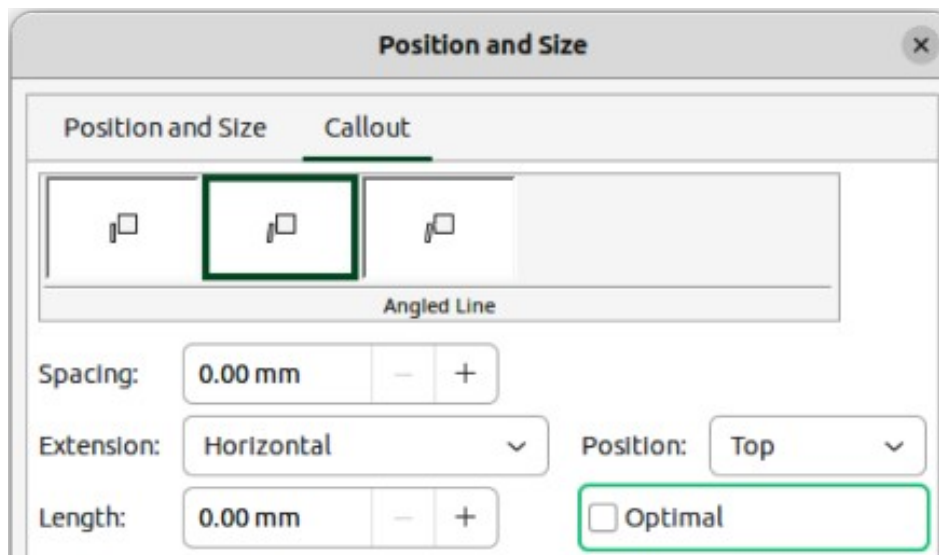 Position and Size
Position and Size Callout
Angled Line
Spacing: 0.00 mm
Extension: Horizontal Position: Top
Length: 0.00 mm Optimal